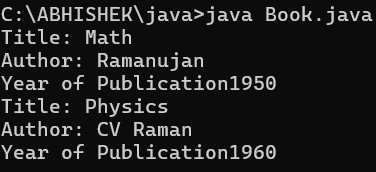 C:\ABHISHEK\java>java Book.java
Title: Math
Author: Ramanujan
Year of Publication1950
Title: Physics
Author: CV Raman
Year of Publication1960